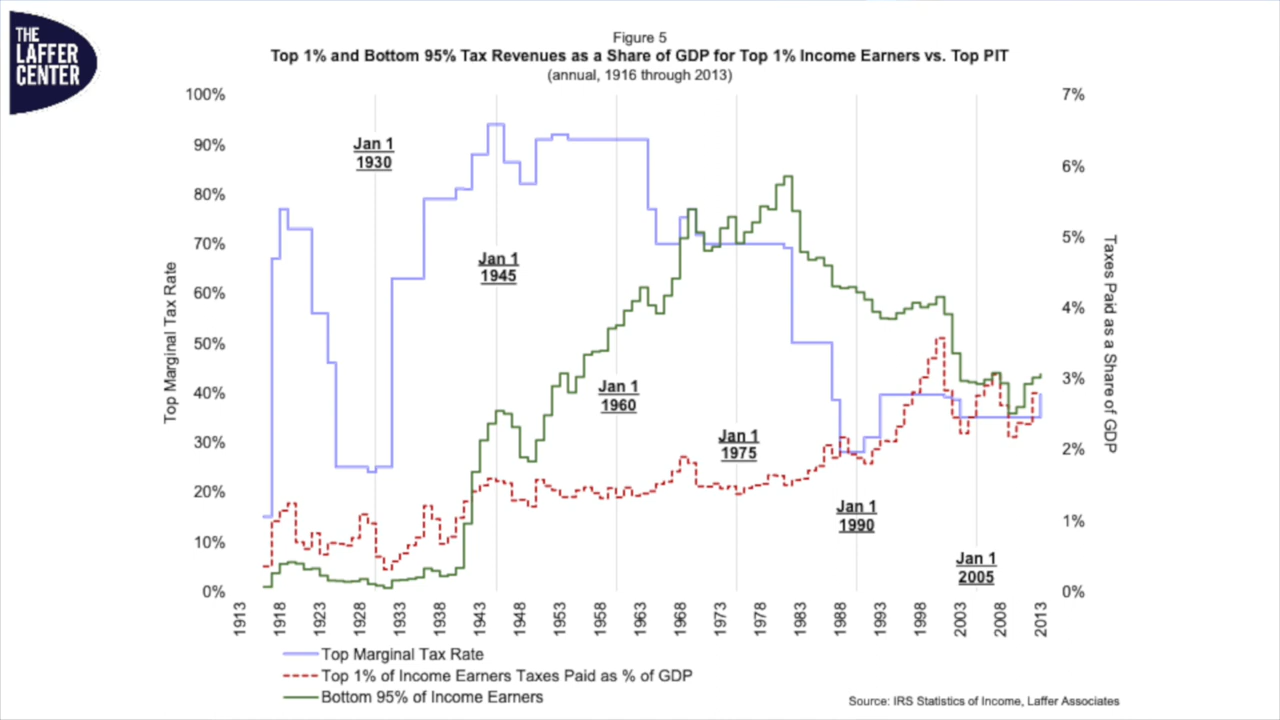 THE
LAFFER
CENTER
Figure 5
Top 1% and Bottom 95% Tax Revenues as a Share of GDP for Top 1% Income Earners vs. Top PIT
(annual, 1916 through 2013)
100%
90%
80%
70%
60%
50%
40%
30%
20%
10%
0%
Top Marginal Tax Rate
7%
6%
5%
4%
3%
2%
1%
0%
Taxes Paid as a Share of GDP
Jan 1
1930
Jan 1
1945
Jan 1
1960
Jan 1
1975
Jan 1
1990
Jan 1
2005
1913
1918
1923
1928
1933
1938
1943
1948
1953
1958
1963
1968
1973
1978
1983
1988
1993
1998
2003
2008
2013
Top Marginal Tax Rate
Top 1% of Income Earners Taxes Paid as % of GDP
Bottom 95% of Income Earners
Source: IRS Statistics of Income, Laffer Associates